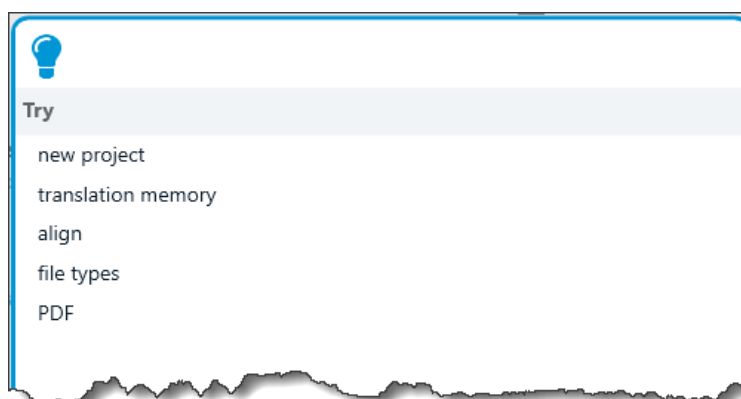 Try
new project
translation memory
align
file types
PDF